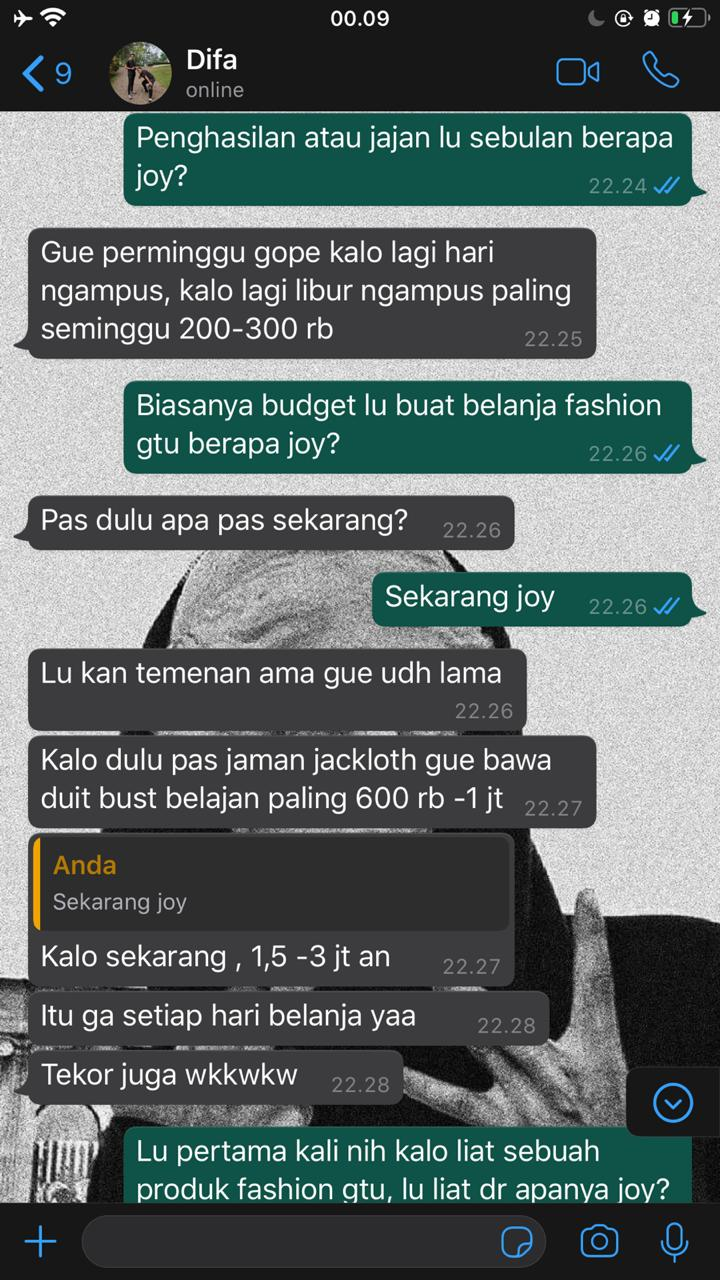 00.09
9
Difa
online
Penghasilan atau jajan lu sebulan berapa
joy?
22.24
Gue perminggu gope kalo lagi hari
ngampus, kalo lagi libur ngampus paling
seminggu 200-300 rb
22.25
Biasanya budget lu buat belanja fashion
gtu berapa joy?
22.26
Pas dulu apa pas sekarang?
22.26
Sekarang joy
22.26
Lu kan temenan ama gue udh lama
22.26
Kalo dulu pas jaman jackloth gue bawa
duit bust belajan paling 600 rb -1 jt
22.27
Anda
Sekarang joy
Kalo sekarang , 1,5 -3 jt an
22.27
Itu ga setiap hari belanja yaa
22.28
Tekor juga wkkwkw
22.28
Lu pertama kali nih kalo liat sebuah
produk fashion gtu, lu liat dr apanya joy?